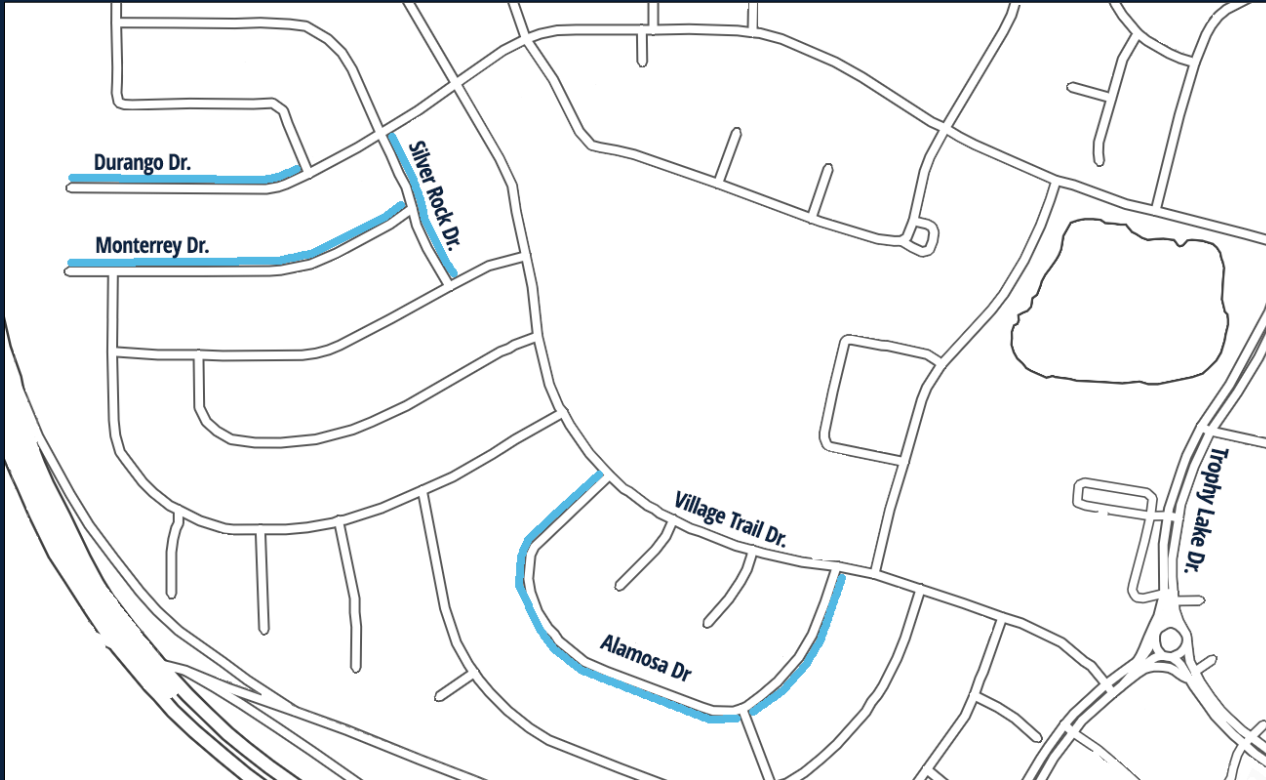 Durango Dr.
Silver Rock Dr.
Monterrey Dr.
Trophy Lake Dr.
Village Trail Dr.
Alamosa Dr